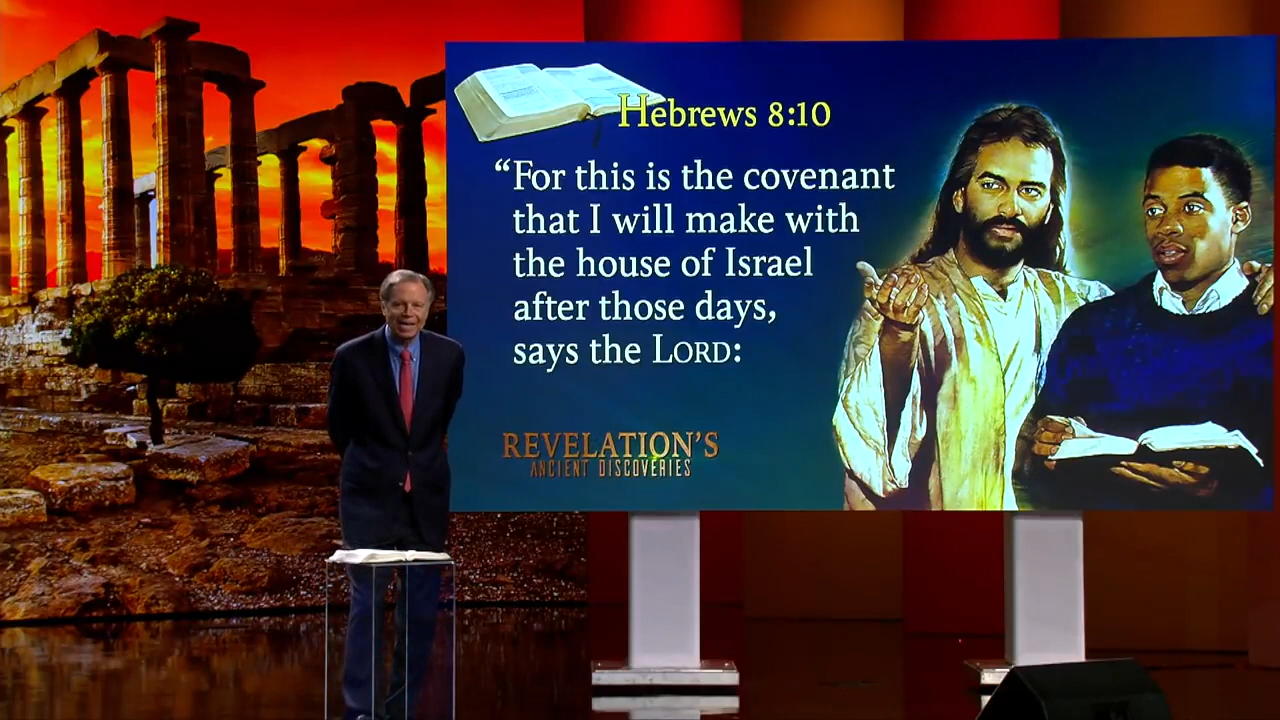 Hebrews 8:10
“For this is the covenant
that I will make with
the house of Israel
after those days,
says the LORD:
REVELATION'S
ANCIENT DISCOVERIES